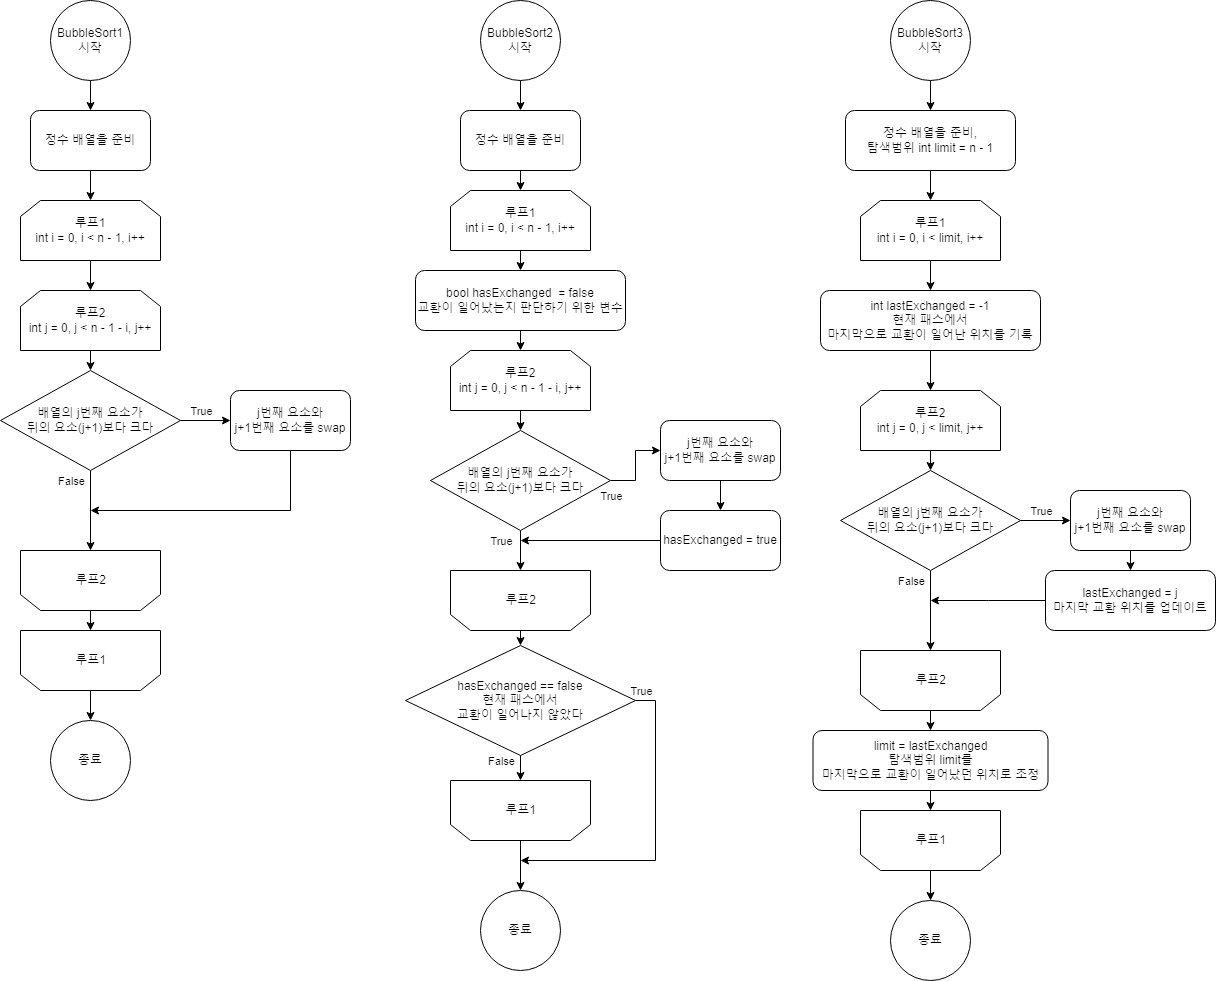 BubbleSort1
시작
정수 배열을 준비
루프1
int i = 0, i < n - 1, i++
루프2
int j = 0, j < n - 1 - i, j++
배열의 j번째 요소가
뒤의 요소(j+1)보다 크다
True
j번째 요소와
j+1번째 요소를 swap
False
루프2
루프1
종료
BubbleSort2
시작
정수 배열을 준비
루프1
int i = 0, i < n - 1, i++
bool hasExchanged = false
교환이 일어났는지 판단하기 위한 변수
루프2
int j = 0, j < n - 1 - i, j++
배열의 j번째 요소가
뒤의 요소(j+1)보다 크다
True
j번째 요소와
j+1번째 요소를 swap
hasExchanged = true
True
루프2
hasExchanged == false
현재 패스에서
교환이 일어나지 않았다
True
False
루프1
종료
BubbleSort3
시작
정수 배열을 준비,
탐색범위 int limit = n - 1
루프1
int i = 0, i < limit, i++
int lastExchanged = -1
현재 패스에서
마지막으로 교환이 일어난 위치를 기록
루프2
int j = 0, j < limit, j++
배열의 j번째 요소가
뒤의 요소(j+1)보다 크다
True
j번째 요소와
j+1번째 요소를 swap
lastExchanged = j
마지막 교환 위치를 업데이트
False
루프2
limit = lastExchanged
탐색범위 limit를
마지막으로 교환이 일어났던 위치로 조정
루프1
종료